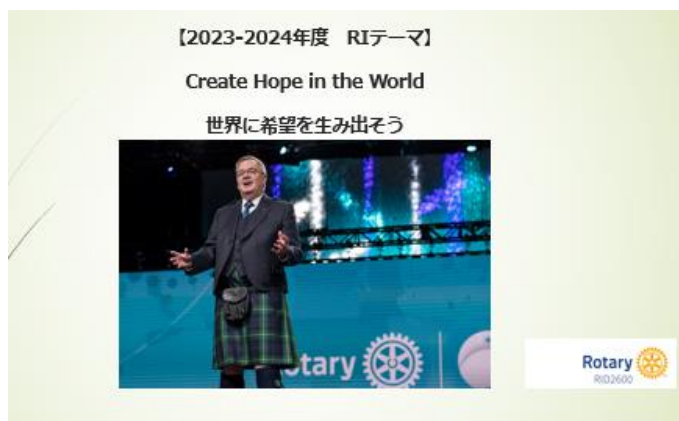 【2023-2024年度　RIテーマ】
Create Hope in the World
世界に希望を生み出そう
otary
Rotary
RID2600